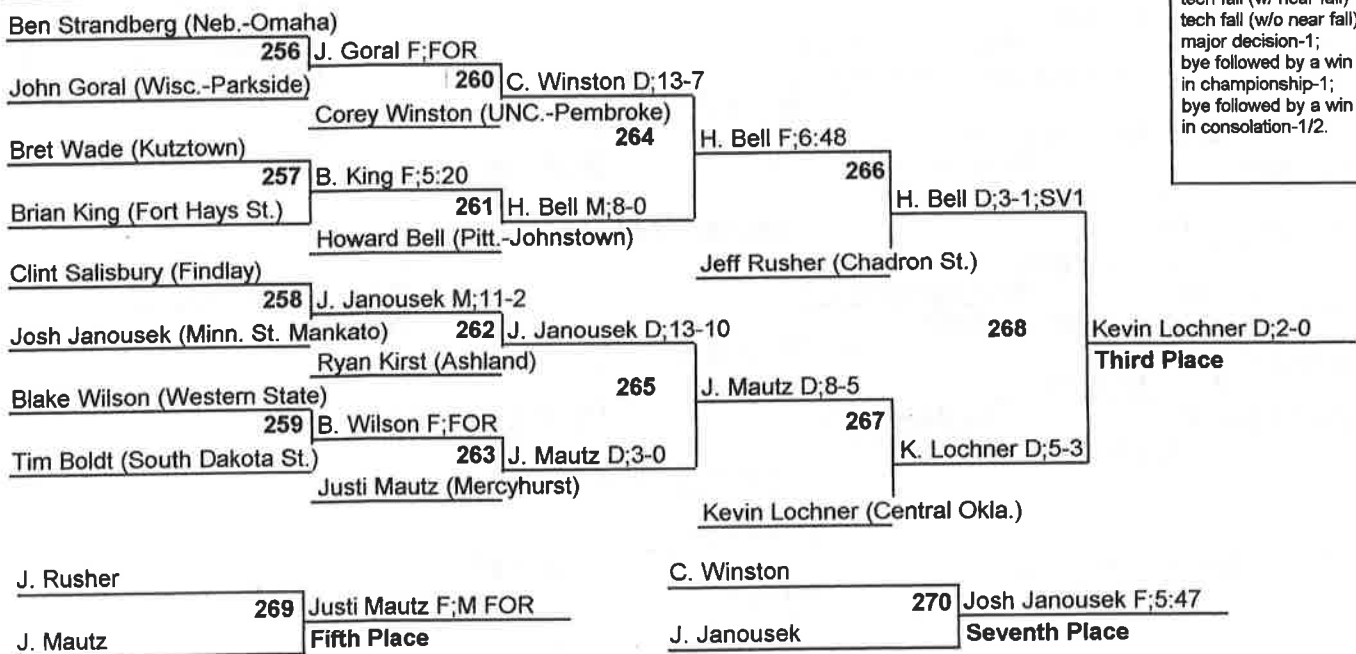 tech fall (w/ near fall)
tech fall (w/o near fall)
major decision-1;
bye followed by a win
in championship-1;
bye followed by a win
in consolation-1/2.
Ben Strandberg (Neb.-Omaha)
256 J. Goral F;FOR
John Goral (Wisc.-Parkside)
260 C. Winston D;13-7
Corey Winston (UNC.-Pembroke)
264 H. Bell F;6:48
Bret Wade (Kutztown)
257 B. King F;5:20
Brian King (Fort Hays St.)
261 H. Bell M;8-0
Howard Bell (Pitt.-Johnstown)
266 H. Bell D;3-1;SV1
Jeff Rusher (Chadron St.)
Clint Salisbury (Findlay)
258 J. Janousek M;11-2
Josh Janousek (Minn. St. Mankato)
262 J. Janousek D;13-10
Ryan Kirst (Ashland)
268 Kevin Lochner D;2-0
Third Place
Blake Wilson (Western State)
265 J. Mautz D;8-5
259 B. Wilson F;FOR
Tim Boldt (South Dakota St.)
263 J. Mautz D;3-0
Justi Mautz (Mercyhurst)
267 K. Lochner D;5-3
Kevin Lochner (Central Okla.)
J. Rusher
269 Justi Mautz F;M FOR
J. Mautz
Fifth Place
C. Winston
270 Josh Janousek F;5:47
J. Janousek
Seventh Place